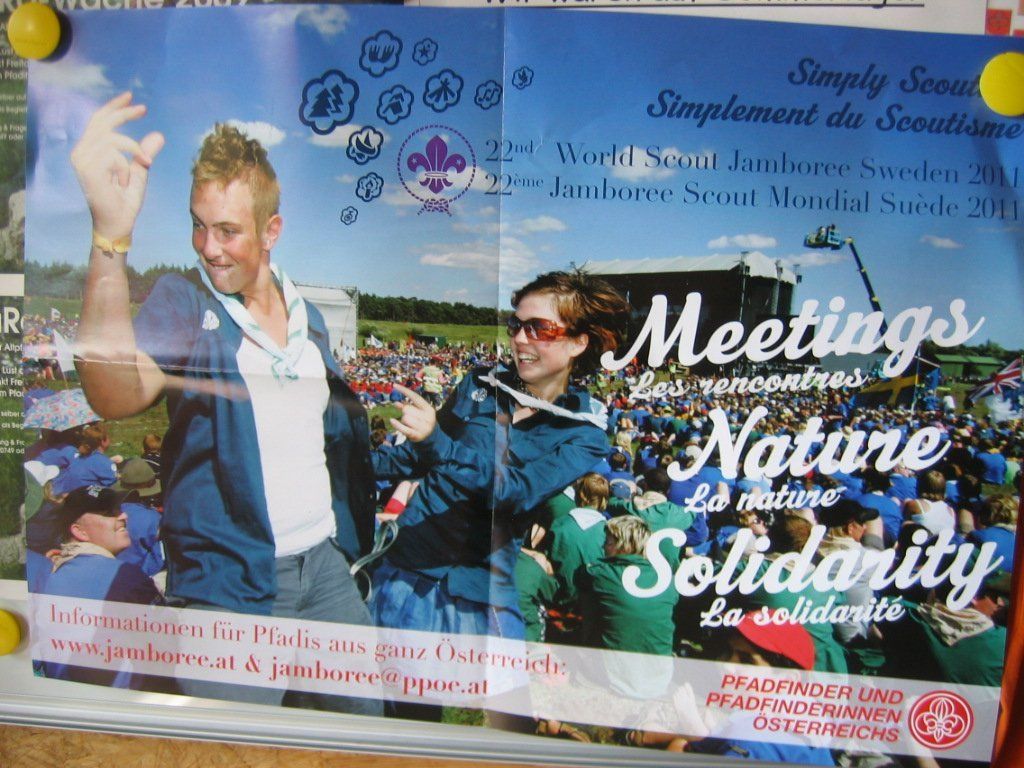 Simply
Simplement du Scoutisme
22nd World Scout Jamboree Sweden 2011
22ème Jamboree Scout Mondial Suède 2011
Meetings
Les rencontres
Nature
La nature
Solidarity
La solidarité
Informationen für Pfadis aus ganz Österreich:
www.jamboree.at & jamboree@ppoe.at
PFADFINDER UND
PFADFINDERINNEN
ÖSTERREICHS